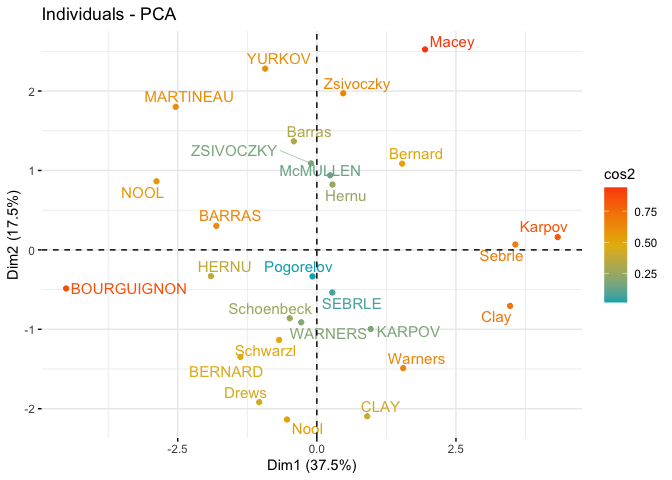 Individuals - PCA
Macey
YURKOV
Zsivoczky
MARTINEAU
Barras
ZSIVOCZKY
Bernard
McMULLEN
NOOL
Hernu
BARRAS
Karpov
Sebrle
HERNU
Pogorelov
BOURGUIGNON
SEBRLE
Schoenbeck
Clay
WARNERS
KARPOV
Schwarzl
Warners
BERNARD
Drews
CLAY
Nool
2
1
0
-1
-2
-2.5
0.0
2.5
Dim1 (37.5%)
Dim2 (17.5%)
cos2
0.75
0.50
0.25